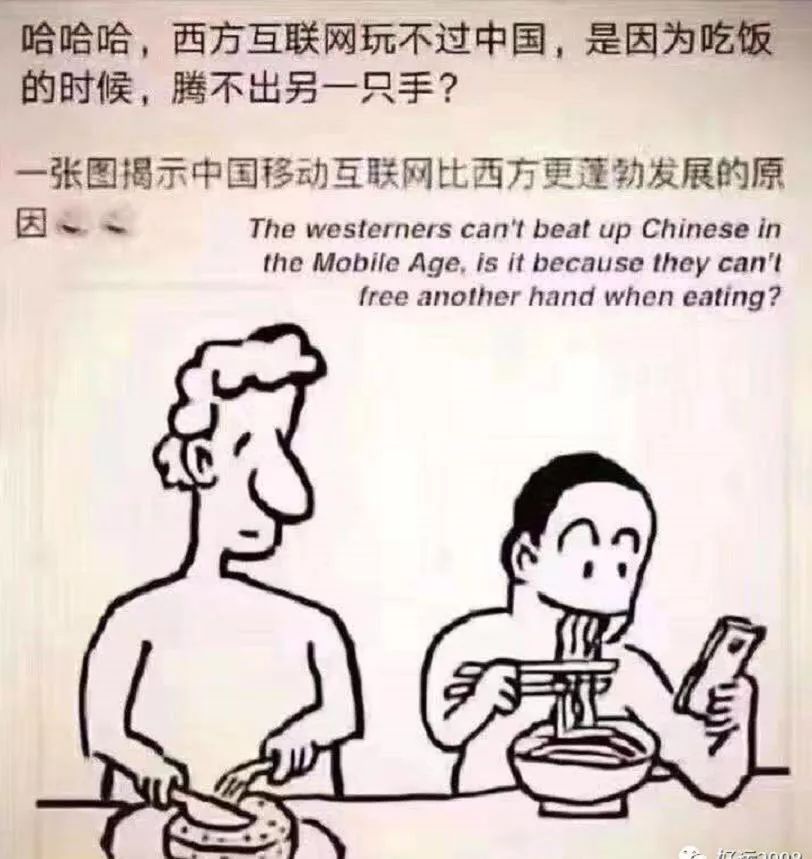 哈哈哈，西方互联网玩不过中国，是因为吃饭
的时候，腾不出另一只手？
一张图揭示中国移动互联网比西方更蓬勃发展的原
因
The westerners can't beat up Chinese in
the Mobile Age, is it because they can't
free another hand when eating?